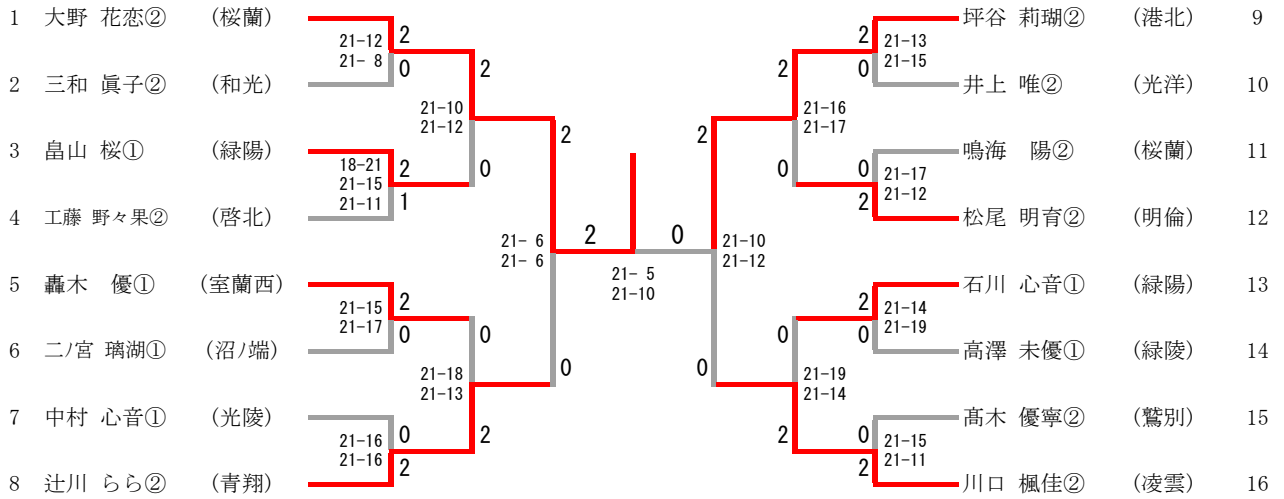 1 大野 花恋② (桜蘭)
21-12 2
21- 8 0
2 三和 眞子② (和光)
2
21-10
21-12
0
3 畠山 桜① (緑陽)
18-21 2
21-15
21-11 1
4 工藤 野々果② (啓北)
2
21- 6
21- 6
0
5 轟木 優① (室蘭西)
21-15 2
21-17 0
6 二ノ宮 璃湖① (沼ノ端)
0
21-18
21-13
2
7 中村 心音① (光陵)
21-16 0
21-16 2
8 辻川 らら② (青翔)
2 0
21- 5
21-10
坪谷 莉瑚② (港北) 9
2 21-13
0 21-15
井上 唯② (光洋) 10
2
21-16
21-17
0
鳴海 陽② (桜蘭) 11
0 21-17
2 21-12
松尾 明育② (明倫) 12
2
21-10
21-12
0
石川 心音① (緑陽) 13
2 21-14
0 21-19
高澤 未優① (緑陵) 14
0
21-19
21-14
2
髙木 優寧② (鷲別) 15
0 21-15
2 21-11
川口 楓佳② (凌雲) 16